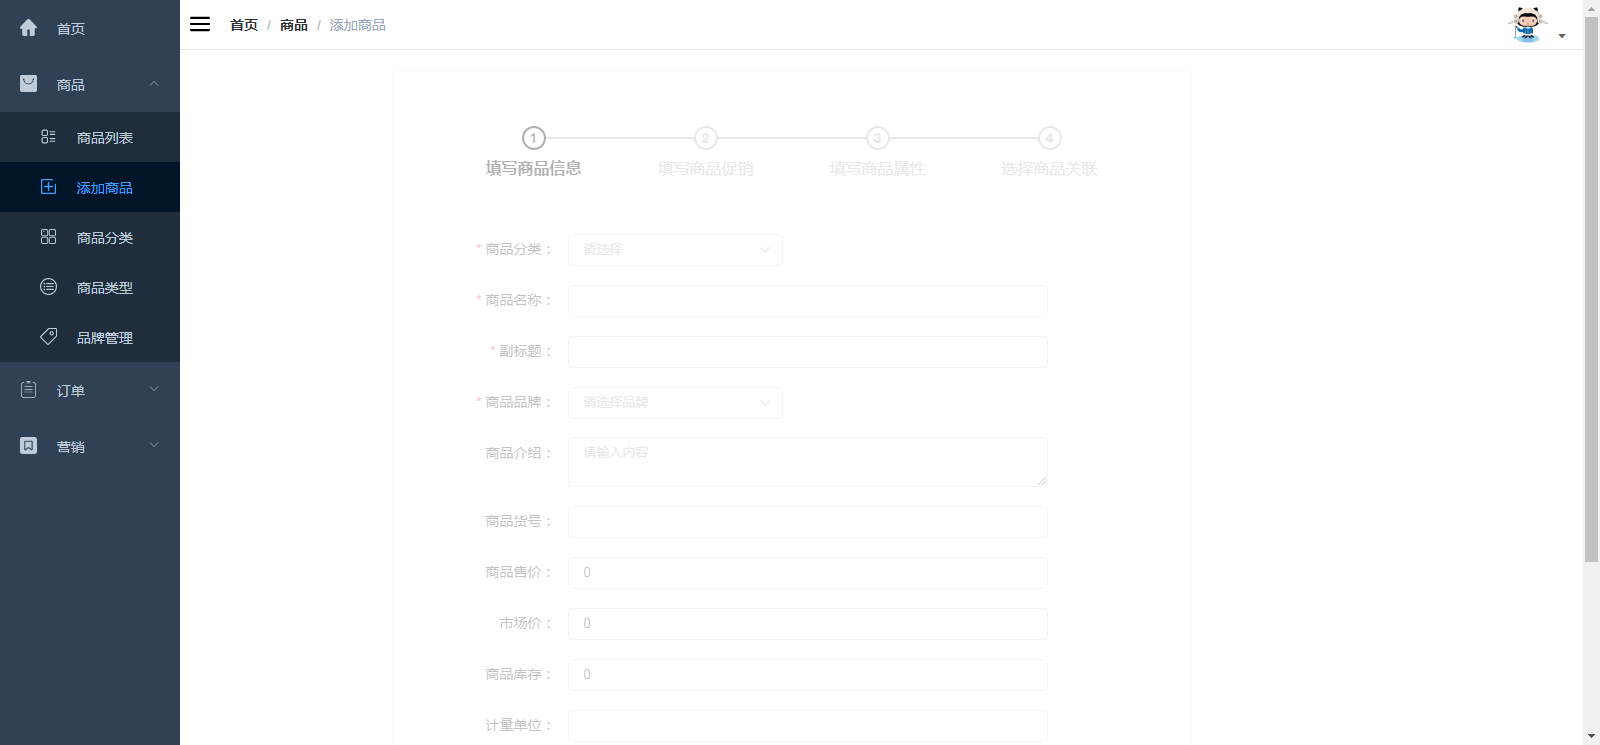 首页
商品
商品列表
添加商品
商品分类
商品类型
品牌管理
订单
营销
首页 / 商品 / 添加商品
1 2 3 4
填写商品信息 填写商品促销 填写商品属性 选择商品关联
* 商品分类： 请选择
* 商品名称：
* 副标题：
* 商品品牌： 请选择品牌
商品介绍： 请输入内容
商品货号：
商品售价： 0
市场价： 0
商品库存： 0
计量单位：